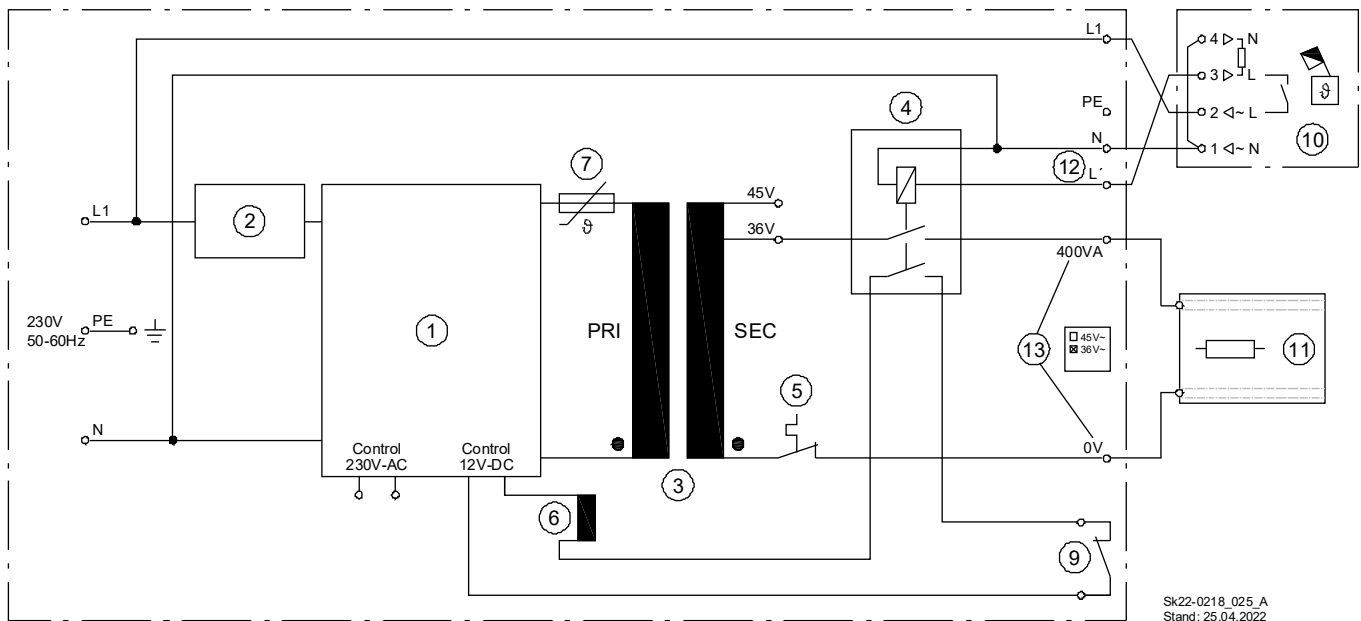 L1
4 ▷ N
3 ▷ L
ϑ
2 ◁~ L
10
1 ◁~ N
PE
N
12
L´
4
7
ϑ
45V
36V
L1
2
230V
50-60Hz
PE
1
PRI
SEC
400VA
13
☐ 45V~
☒ 36V~
11
5
N
0V
Control
230V-AC
Control
12V-DC
3
6
9
Sk22-0218_025_A
Stand: 25.04.2022